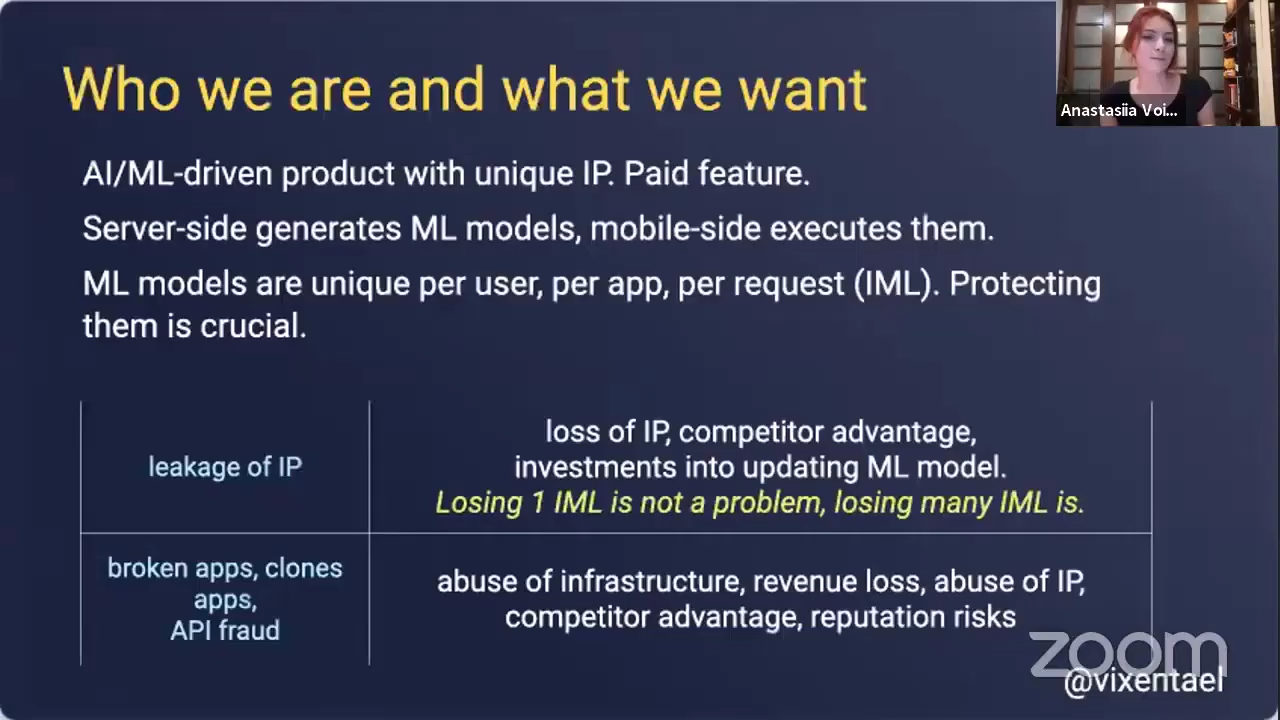 Who we are and what we want
Anastasiia Voi...
AI/ML-driven product with unique IP. Paid feature.
Server-side generates ML models, mobile-side executes them.
ML models are unique per user, per app, per request (IML). Protecting
them is crucial.
leakage of IP
loss of IP, competitor advantage,
investments into updating ML model.
Losing 1 IML is not a problem, losing many IML is.
broken apps, clones
apps,
API fraud
abuse of infrastructure, revenue loss, abuse of IP,
competitor advantage, reputation risks
zoom
@vixentael